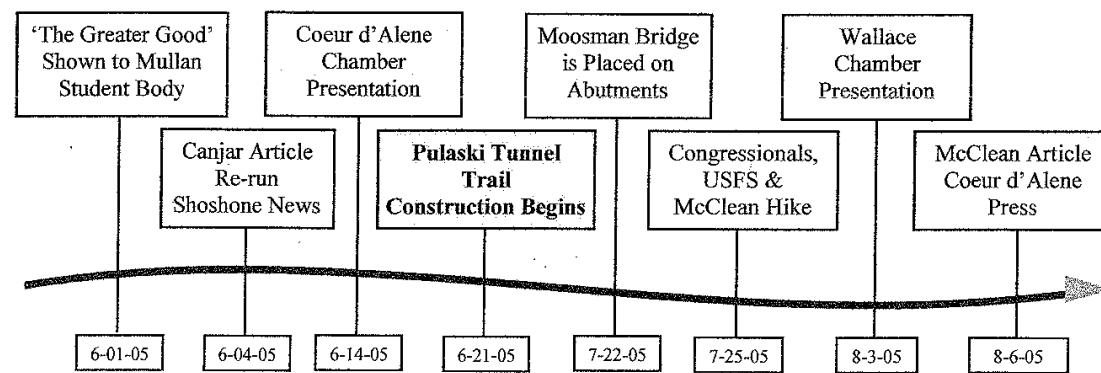 ‘The Greater Good’
Shown to Mullan
Student Body
Coeur d’Alene
Chamber
Presentation
Moosman Bridge
is Placed on
Abutments
Wallace
Chamber
Presentation
Canjar Article
Re-run
Shoshone News
Pulaski Tunnel
Trail
Construction Begins
Congressionals,
USFS &
McClean Hike
McClean Article
Coeur d’Alene
Press
6-01-05
6-04-05
6-14-05
6-21-05
7-22-05
7-25-05
8-3-05
8-6-05